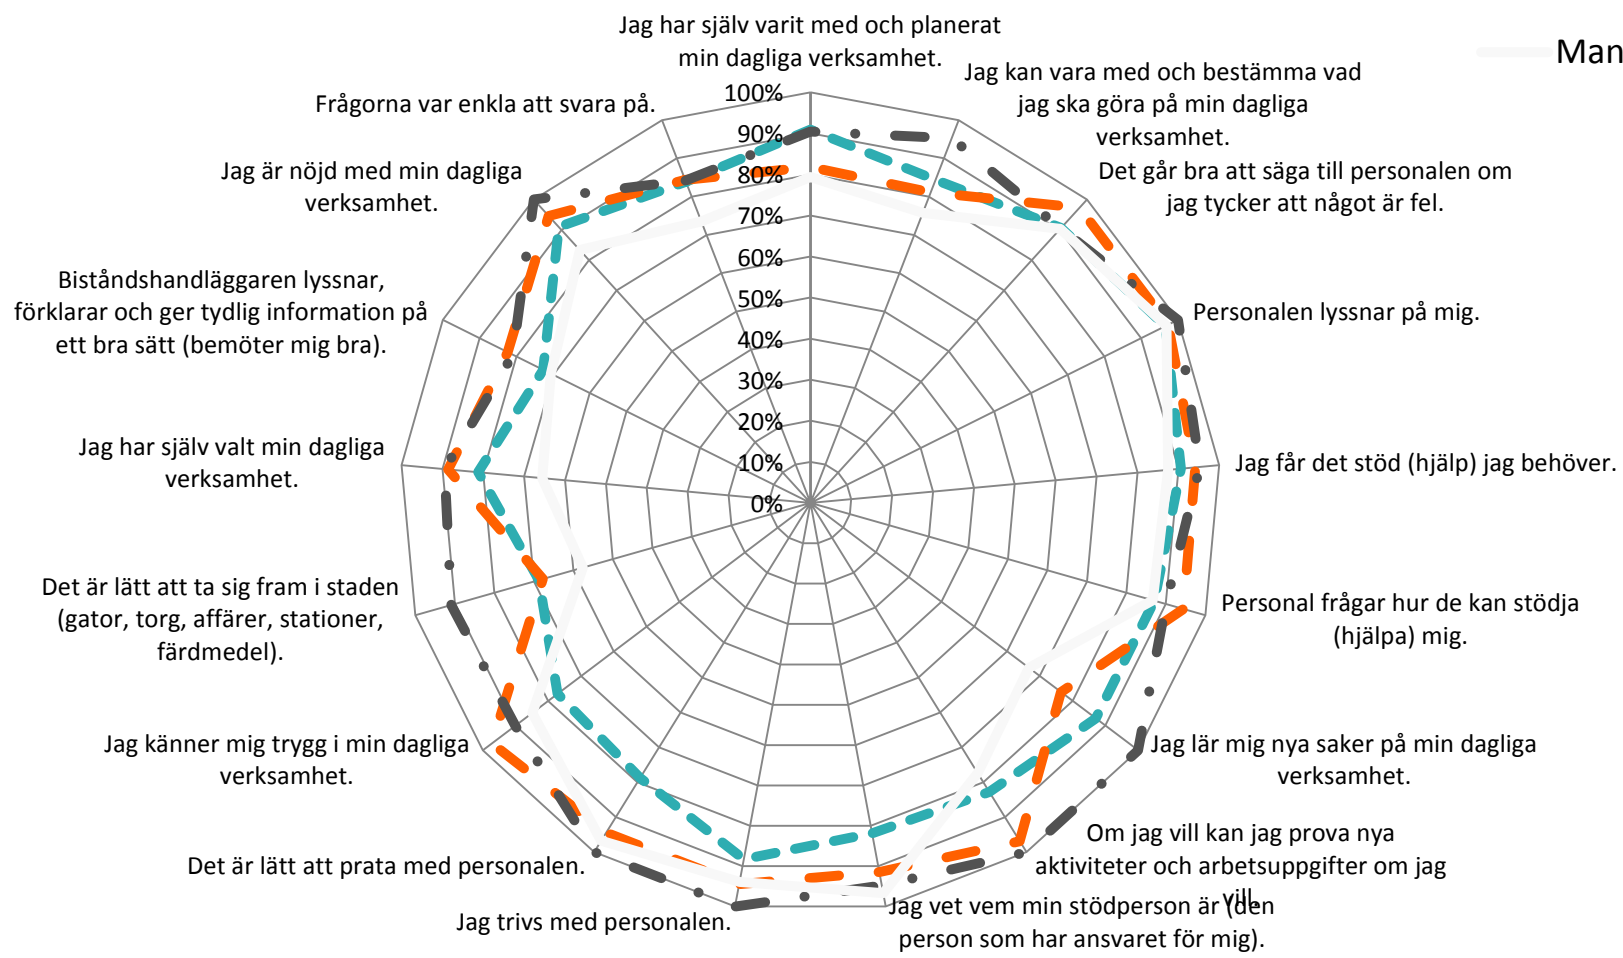 Jag har själv varit med och planerat
min dagliga verksamhet.
Man
Jag kan vara med och bestämma vad
jag ska göra på min dagliga
verksamhet.
Det går bra att säga till personalen om
jag tycker att något är fel.
Personalen lyssnar på mig.
Jag får det stöd (hjälp) jag behöver.
Personal frågar hur de kan stödja
(hjälpa) mig.
Jag lär mig nya saker på min dagliga
verksamhet.
Om jag vill kan jag prova nya
aktiviteter och arbetsuppgifter om jag
vill.
Jag vet vem min stödperson är (den
person som har ansvaret för mig).
Jag trivs med personalen.
Det är lätt att prata med personalen.
Jag känner mig trygg i min dagliga
verksamhet.
Det är lätt att ta sig fram i staden
(gator, torg, affärer, stationer,
färdmedel).
Jag har själv valt min dagliga
verksamhet.
Biståndshandläggaren lyssnar,
förklarar och ger tydlig information på
ett bra sätt (bemöter mig bra).
Jag är nöjd med min dagliga
verksamhet.
Frågorna var enkla att svara på.
100%
90%
80%
70%
60%
50%
40%
30%
20%
10%
0%